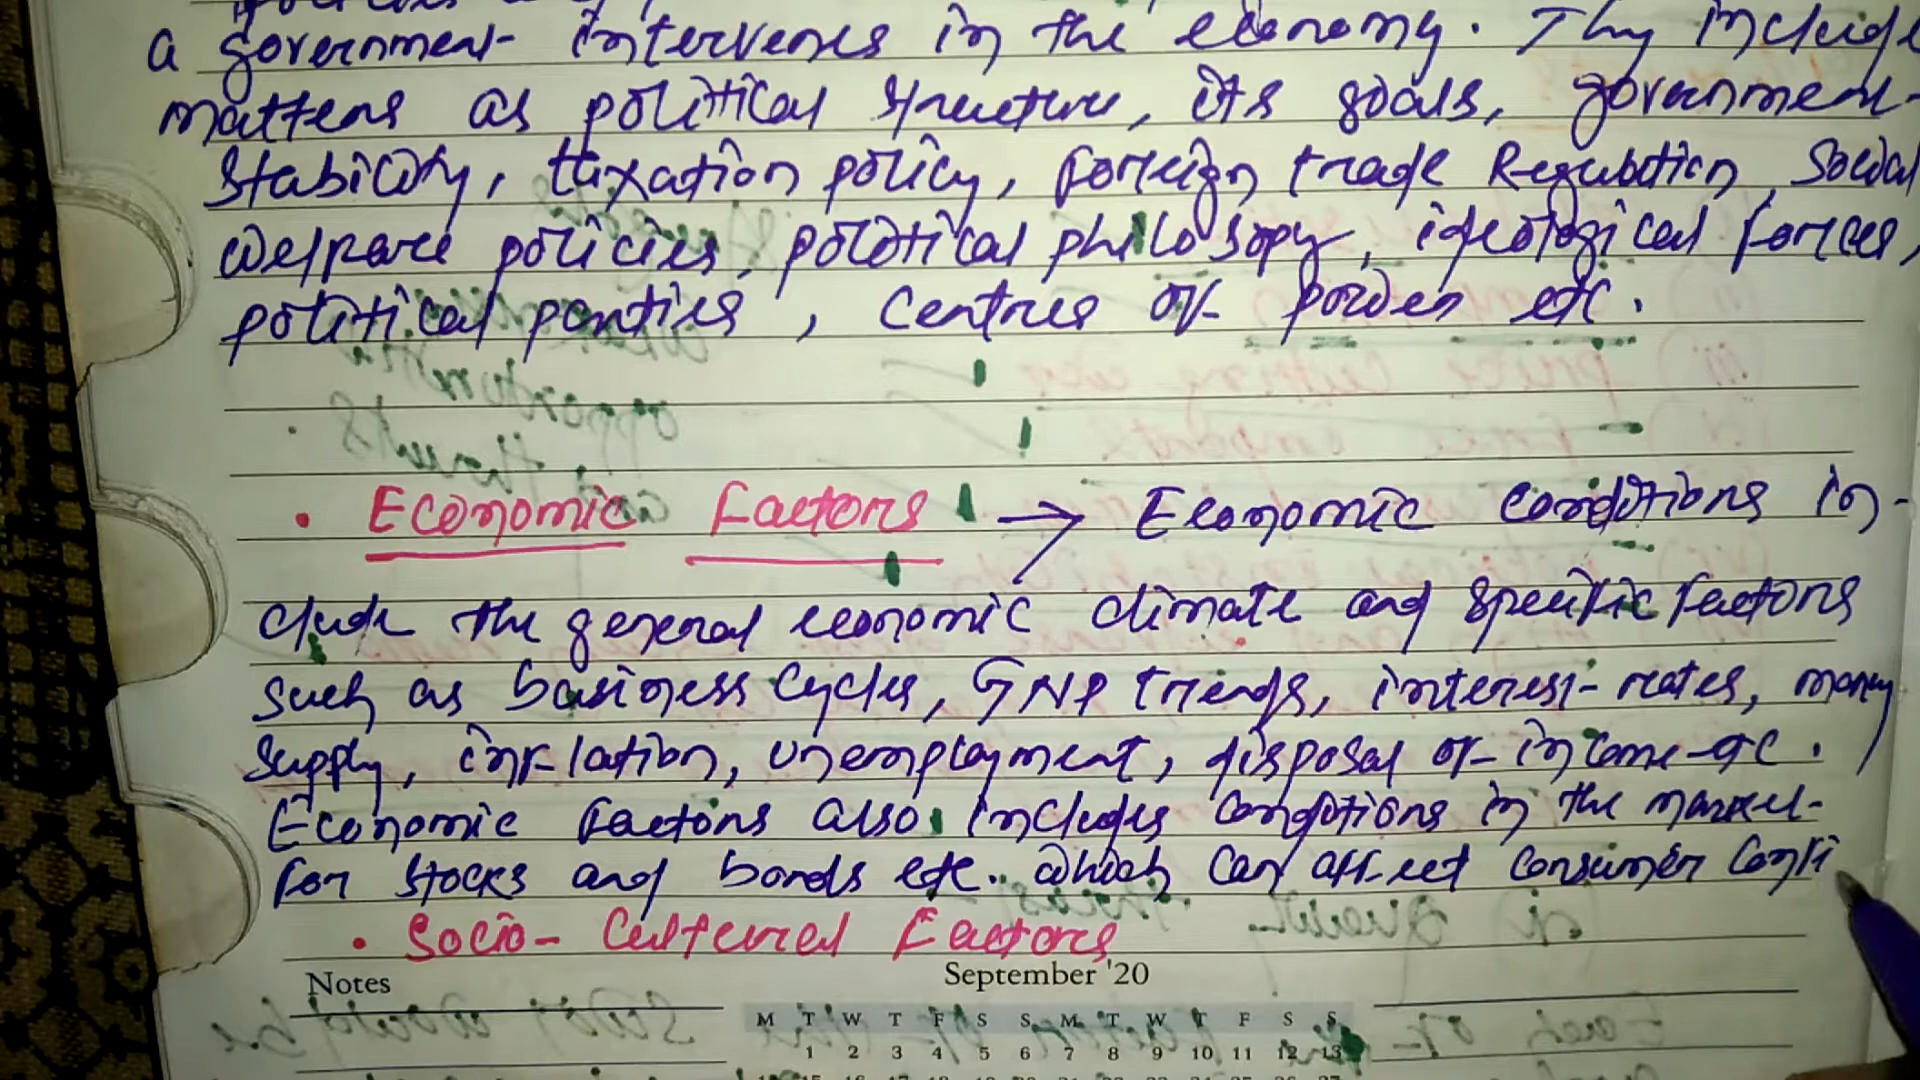 a government intervenes in the economy. They include
matters as political structure, its goals, government
stability, taxation policy, foreign trade Regulation, Social
welfare policies, political philosophy, ideological forces,
political parties, centres of power etc.
• Economic Factors → Economic conditions in-
clude the general economic climate and specific factors
such as business cycles, GNP trends, interest rates, money
supply, inflation, unemployment, disposal of income etc.
Economic factors also includes conditions in the market
for stocks and bonds etc. which can affect consumer confi
• Socio-Cultural Factors
Notes
September '20
M T W T F S S M T W T F S S
1 2 3 4 5 6 7 8 9 10 11 12 13